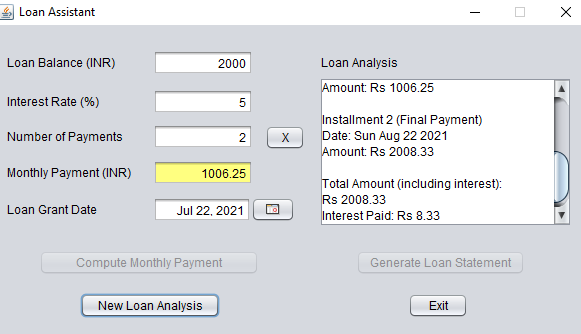 Loan Assistant
Loan Balance (INR)
2000
Interest Rate (%)
5
Number of Payments
2
X
Monthly Payment (INR)
1006.25
Loan Grant Date
Jul 22, 2021
Compute Monthly Payment
New Loan Analysis
Loan Analysis
Amount: Rs 1006.25
Installment 2 (Final Payment)
Date: Sun Aug 22 2021
Amount: Rs 2008.33
Total Amount (including interest):
Rs 2008.33
Interest Paid: Rs 8.33
Generate Loan Statement
Exit